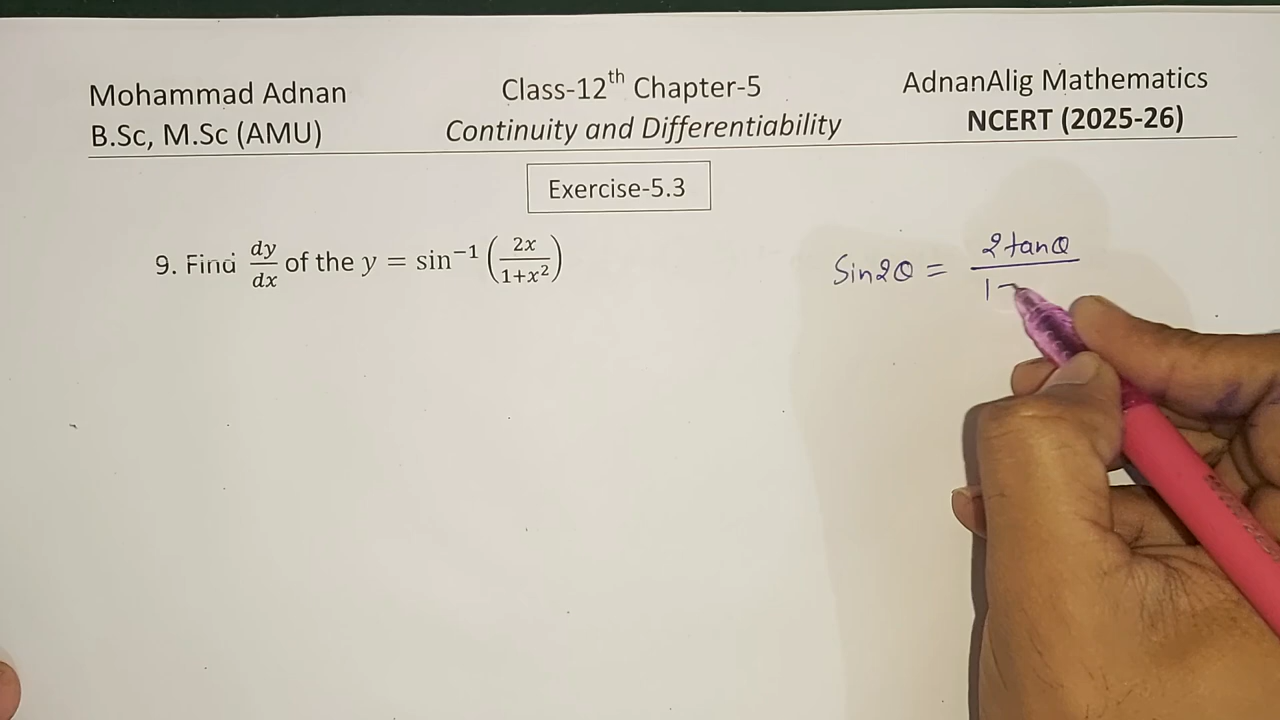 Mohammad Adnan
B.Sc, M.Sc (AMU)
Class-12th Chapter-5
Continuity and Differentiability
AdnanAlig Mathematics
NCERT (2025-26)
Exercise-5.3
9. Find dy/dx of the y = sin⁻¹ (2x/1+x²)
Sin2θ = 2tanθ/1-